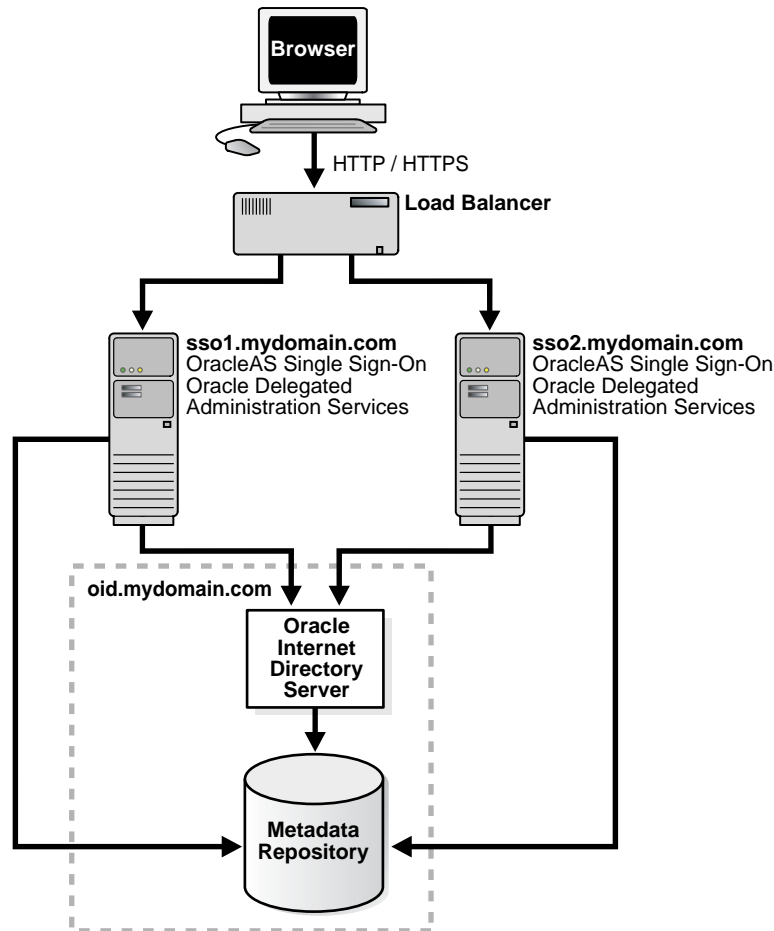 Browser
HTTP / HTTPS
Load Balancer
sso1.mydomain.com
OracleAS Single Sign-On
Oracle Delegated
Administration Services
sso2.mydomain.com
OracleAS Single Sign-On
Oracle Delegated
Administration Services
oid.mydomain.com
Oracle
Internet
Directory
Server
Metadada
Repository